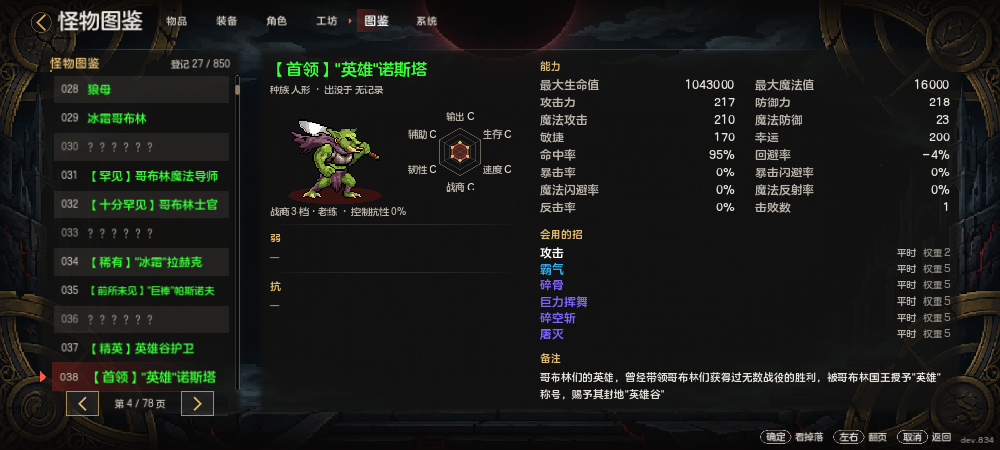 怪物图鉴
物品 装备 角色 工坊 图鉴 系统
怪物图鉴 登记 27 / 850
028 狼母
029 冰霜哥布林
030 ? ? ? ? ? ?
031 【 罕见 】哥布林魔法导师
032 【 十分罕见 】哥布林士官
033 ? ? ? ? ? ?
034 【 稀有 】"冰霜"拉赫克
035 【 前所未见 】"巨棒"帕斯诺夫
036 ? ? ? ? ? ?
037 【 精英 】英雄谷护卫
038 【 首领 】"英雄"诺斯塔
第 4 / 78 页
【 首领 】"英雄"诺斯塔
种族 人形 · 出没于 无记录
输出 C
辅助 C 生存 C
韧性 C 速度 C
战商 C
战商 3 档 · 老练 · 控制抗性 0%
弱
—
抗
—
能力
最大生命值 1043000 最大魔法值 16000
攻击力 217 防御力 218
魔法攻击 210 魔法防御 23
敏捷 170 幸运 200
命中率 95% 回避率 -4%
暴击率 0% 暴击闪避率 0%
魔法闪避率 0% 魔法反射率 0%
反击率 0% 击败数 1
会用的招
攻击 平时 权重 2
霸气 平时 权重 5
碎骨 平时 权重 5
巨力挥舞 平时 权重 5
碎空斩 平时 权重 5
屠灭 平时 权重 5
备注
哥布林们的英雄，曾经带领哥布林们获得过无数战役的胜利，被哥布林国王授予"英雄"
称号，赐予其封地"英雄谷"
确定 看掉落 左右 翻页 取消 返回 dev.834